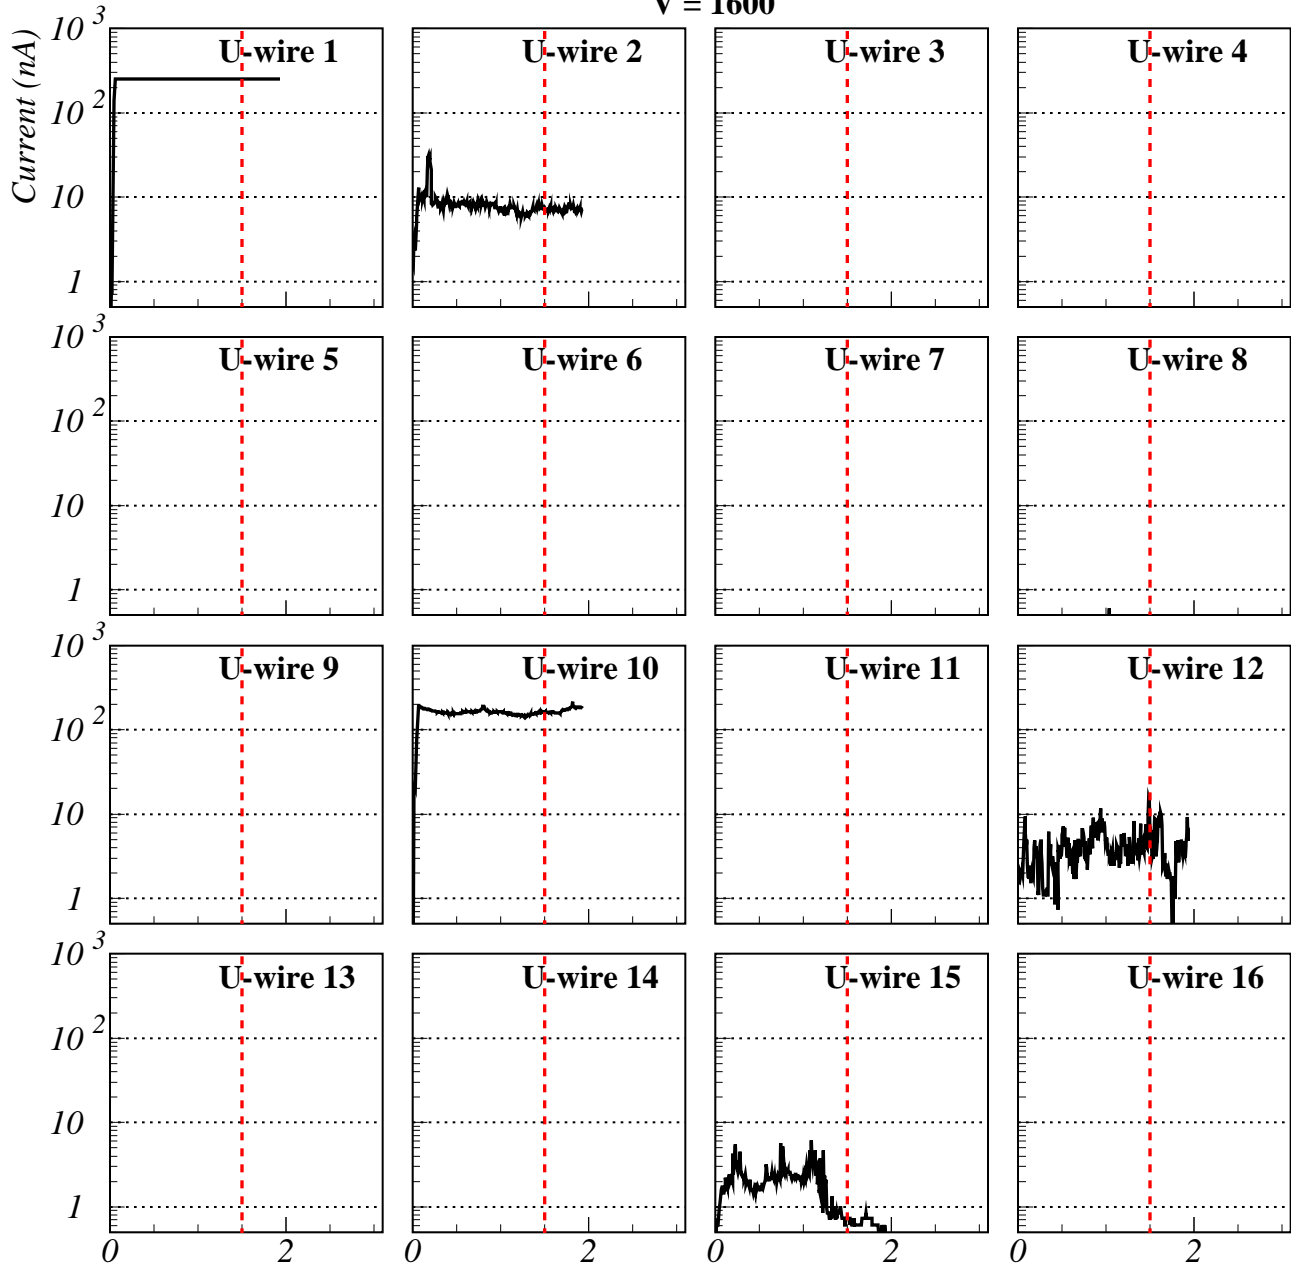 V = 1600
Current (nA)
10 3
10 2
10
1
U-wire 1
U-wire 2
U-wire 3
U-wire 4
10 3
10 2
10
1
U-wire 5
U-wire 6
U-wire 7
U-wire 8
10 3
10 2
10
1
U-wire 9
U-wire 10
U-wire 11
U-wire 12
10 3
10 2
10
1
U-wire 13
U-wire 14
U-wire 15
U-wire 16
0 2 0 2 0 2 0 2